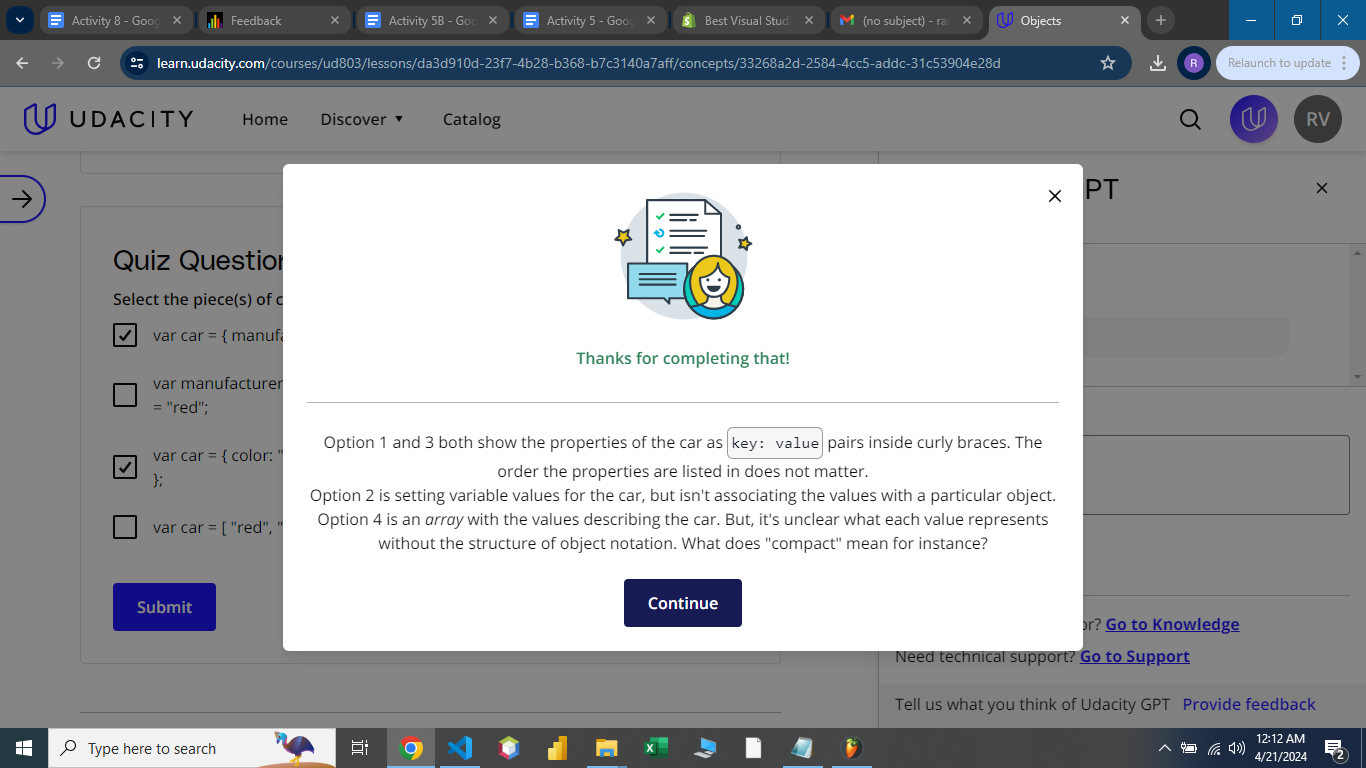 Activity 8 - Goog
Feedback
Activity 5B - Goo
Activity 5 - Goog
Best Visual Studi
(no subject) - ra
Objects
learn.udacity.com/courses/ud803/lessons/da3d910d-23f7-4b28-b368-b7c3140a7aff/concepts/33268a2d-2584-4cc5-addc-31c53904e28d
R
Relaunch to update
UDACITY
Home
Discover
Catalog
RV
PT
Quiz Question
Select the piece(s) of c
var car = { manufa
var manufacturer
= "red";
var car = { color: "
};
var car = [ "red", "
Submit
Thanks for completing that!
Option 1 and 3 both show the properties of the car as key: value pairs inside curly braces. The
order the properties are listed in does not matter.
Option 2 is setting variable values for the car, but isn't associating the values with a particular object.
Option 4 is an array with the values describing the car. But, it's unclear what each value represents
without the structure of object notation. What does "compact" mean for instance?
Continue
or? Go to Knowledge
Need technical support? Go to Support
Tell us what you think of Udacity GPT Provide feedback
Type here to search
12:12 AM
4/21/2024
2